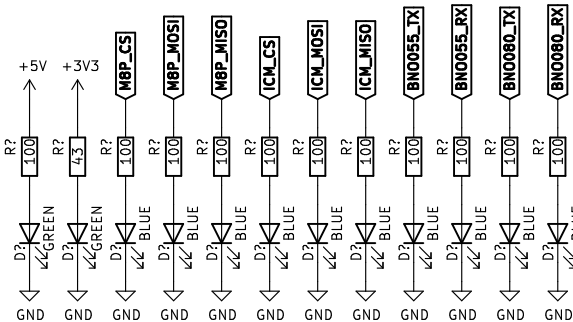 +5V +3V3 M8P_CS M8P_MOSI M8P_MISO ICM_CS ICM_MOSI ICM_MISO BNO055_TX BNO055_RX BNO080_TX BNO080_RX
R? R? R? R? R? R? R? R? R? R? R? R?
100 43 100 100 100 100 100 100 100 100 100 100
D? D? D? D? D? D? D? D? D? D? D? D?
GREEN GREEN BLUE BLUE BLUE BLUE BLUE BLUE BLUE BLUE BLUE BLUE
GND GND GND GND GND GND GND GND GND GND GND GND